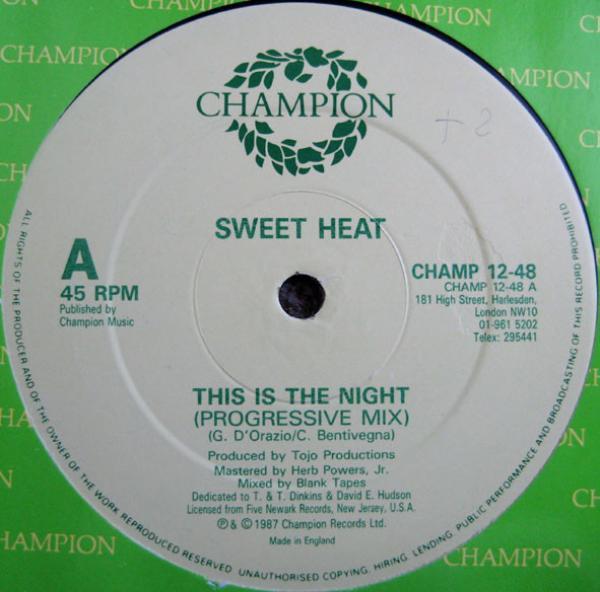 CHAMPION
+2
SWEET HEAT
A
45 RPM
Published by
Champion Music
CHAMP 12-48
CHAMP 12-48 A
181 High Street, Harlesden,
London NW10
01-961 5202
Telex: 295441
THIS IS THE NIGHT
(PROGRESSIVE MIX)
(G. D'Orazio/C. Bentivegna)
Produced by Tojo Productions
Mastered by Herb Powers, Jr.
Mixed by Blank Tapes
Dedicated to T. & T. Dinkins & David E. Hudson
Licensed from Five Newark Records, New Jersey, U.S.A.
℗ & © 1987 Champion Records Ltd.
Made in England
ALL RIGHTS OF THE PRODUCER AND OF THE OWNER OF THE WORK REPRODUCED RESERVED. UNAUTHORISED COPYING, HIRING, LENDING, PUBLIC PERFORMANCE AND BROADCASTING OF THIS RECORD PROHIBITED
CHAMPION
CHAMPION
CHAMPION
CHAMPION
CHAMPION